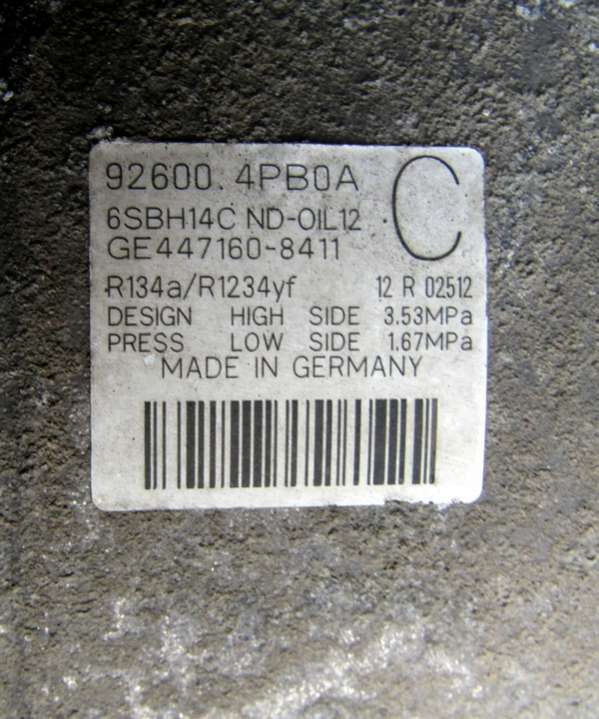 92600. 4PB0A
C
6SBH14C ND-OIL12
GE447160-8411
R134a/R1234yf 12 R 02512
DESIGN HIGH SIDE 3.53MPa
PRESS LOW SIDE 1.67MPa
MADE IN GERMANY